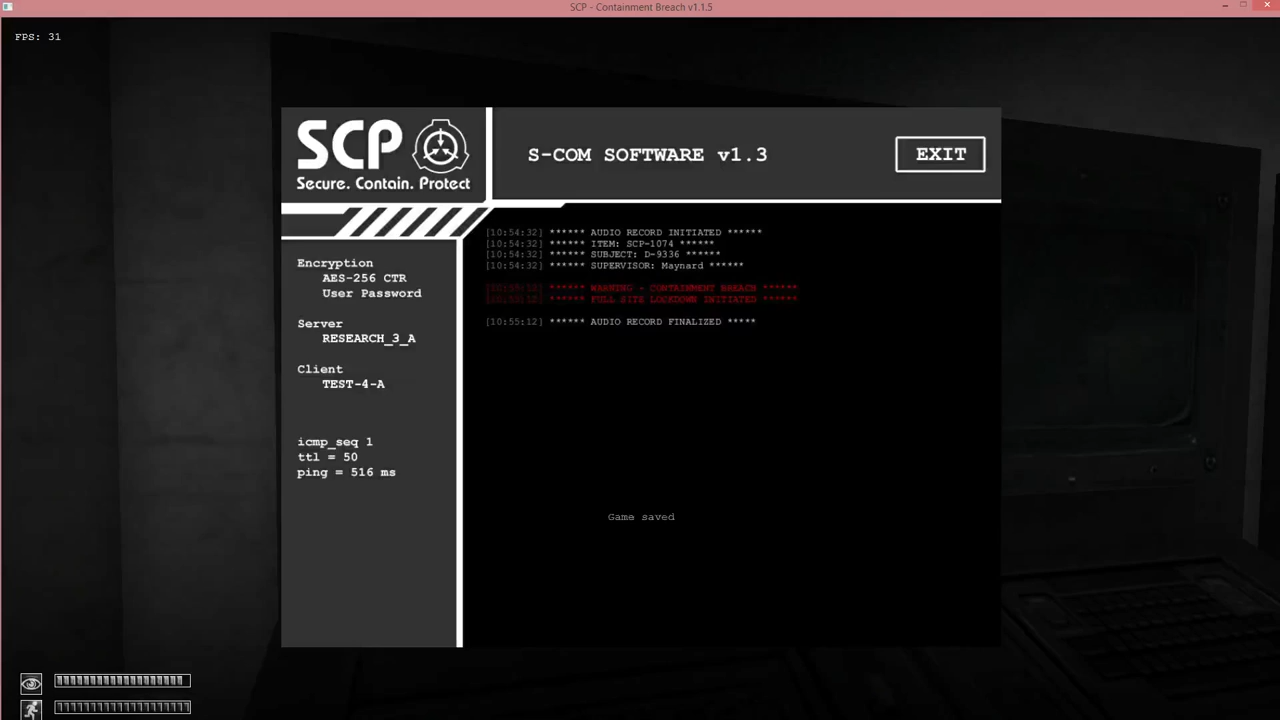 SCP - Containment Breach v1.1.5
FPS: 31
SCP
Secure. Contain. Protect
S-COM SOFTWARE v1.3
EXIT
Encryption
AES-256 CTR
User Password
Server
RESEARCH_3_A
Client
TEST-4-A
icmp_seq 1
ttl = 50
ping = 516 ms
[10:54:32] ****** AUDIO RECORD INITIATED ******
[10:54:32] ****** ITEM: SCP-1074 ******
[10:54:32] ****** SUBJECT: D-9336 ******
[10:54:32] ****** SUPERVISOR: Maynard ******
****** WARNING - CONTAINMENT BREACH ******
****** FULL SITE LOCKDOWN INITIATED ******
[10:55:12] ****** AUDIO RECORD FINALIZED *****
Game saved